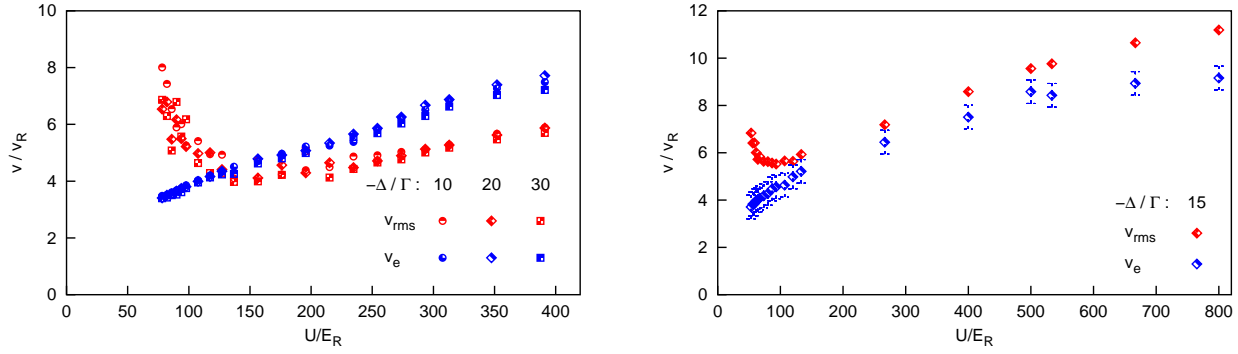 10
8
6
4
2
0
v / v_R
-Δ / Γ : 10 20 30
v_rms
v_e
0 50 100 150 200 250 300 350 400
U/E_R
12
10
8
6
4
2
0
v / v_R
-Δ / Γ : 15
v_rms
v_e
0 100 200 300 400 500 600 700 800
U/E_R